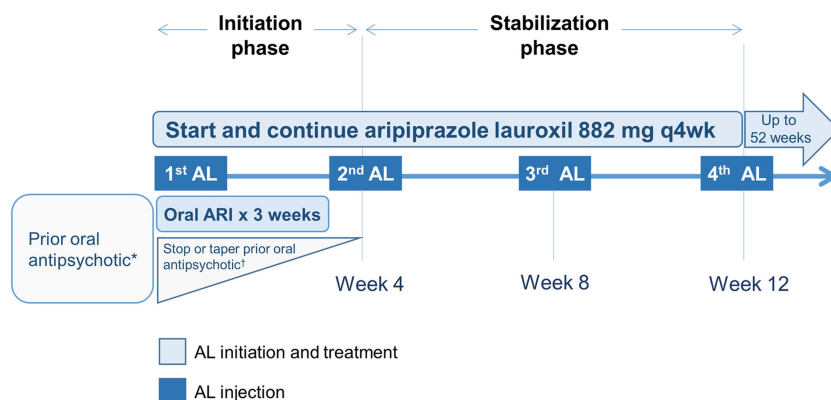 Initiation
phase
Stabilization
phase
Start and continue aripiprazole lauroxil 882 mg q4wk
Up to
52 weeks
1st AL
2nd AL
3rd AL
4th AL
Oral ARI x 3 weeks
Prior oral
antipsychotic*
Stop or taper prior oral
antipsychotic†
Week 4
Week 8
Week 12
AL initiation and treatment
AL injection